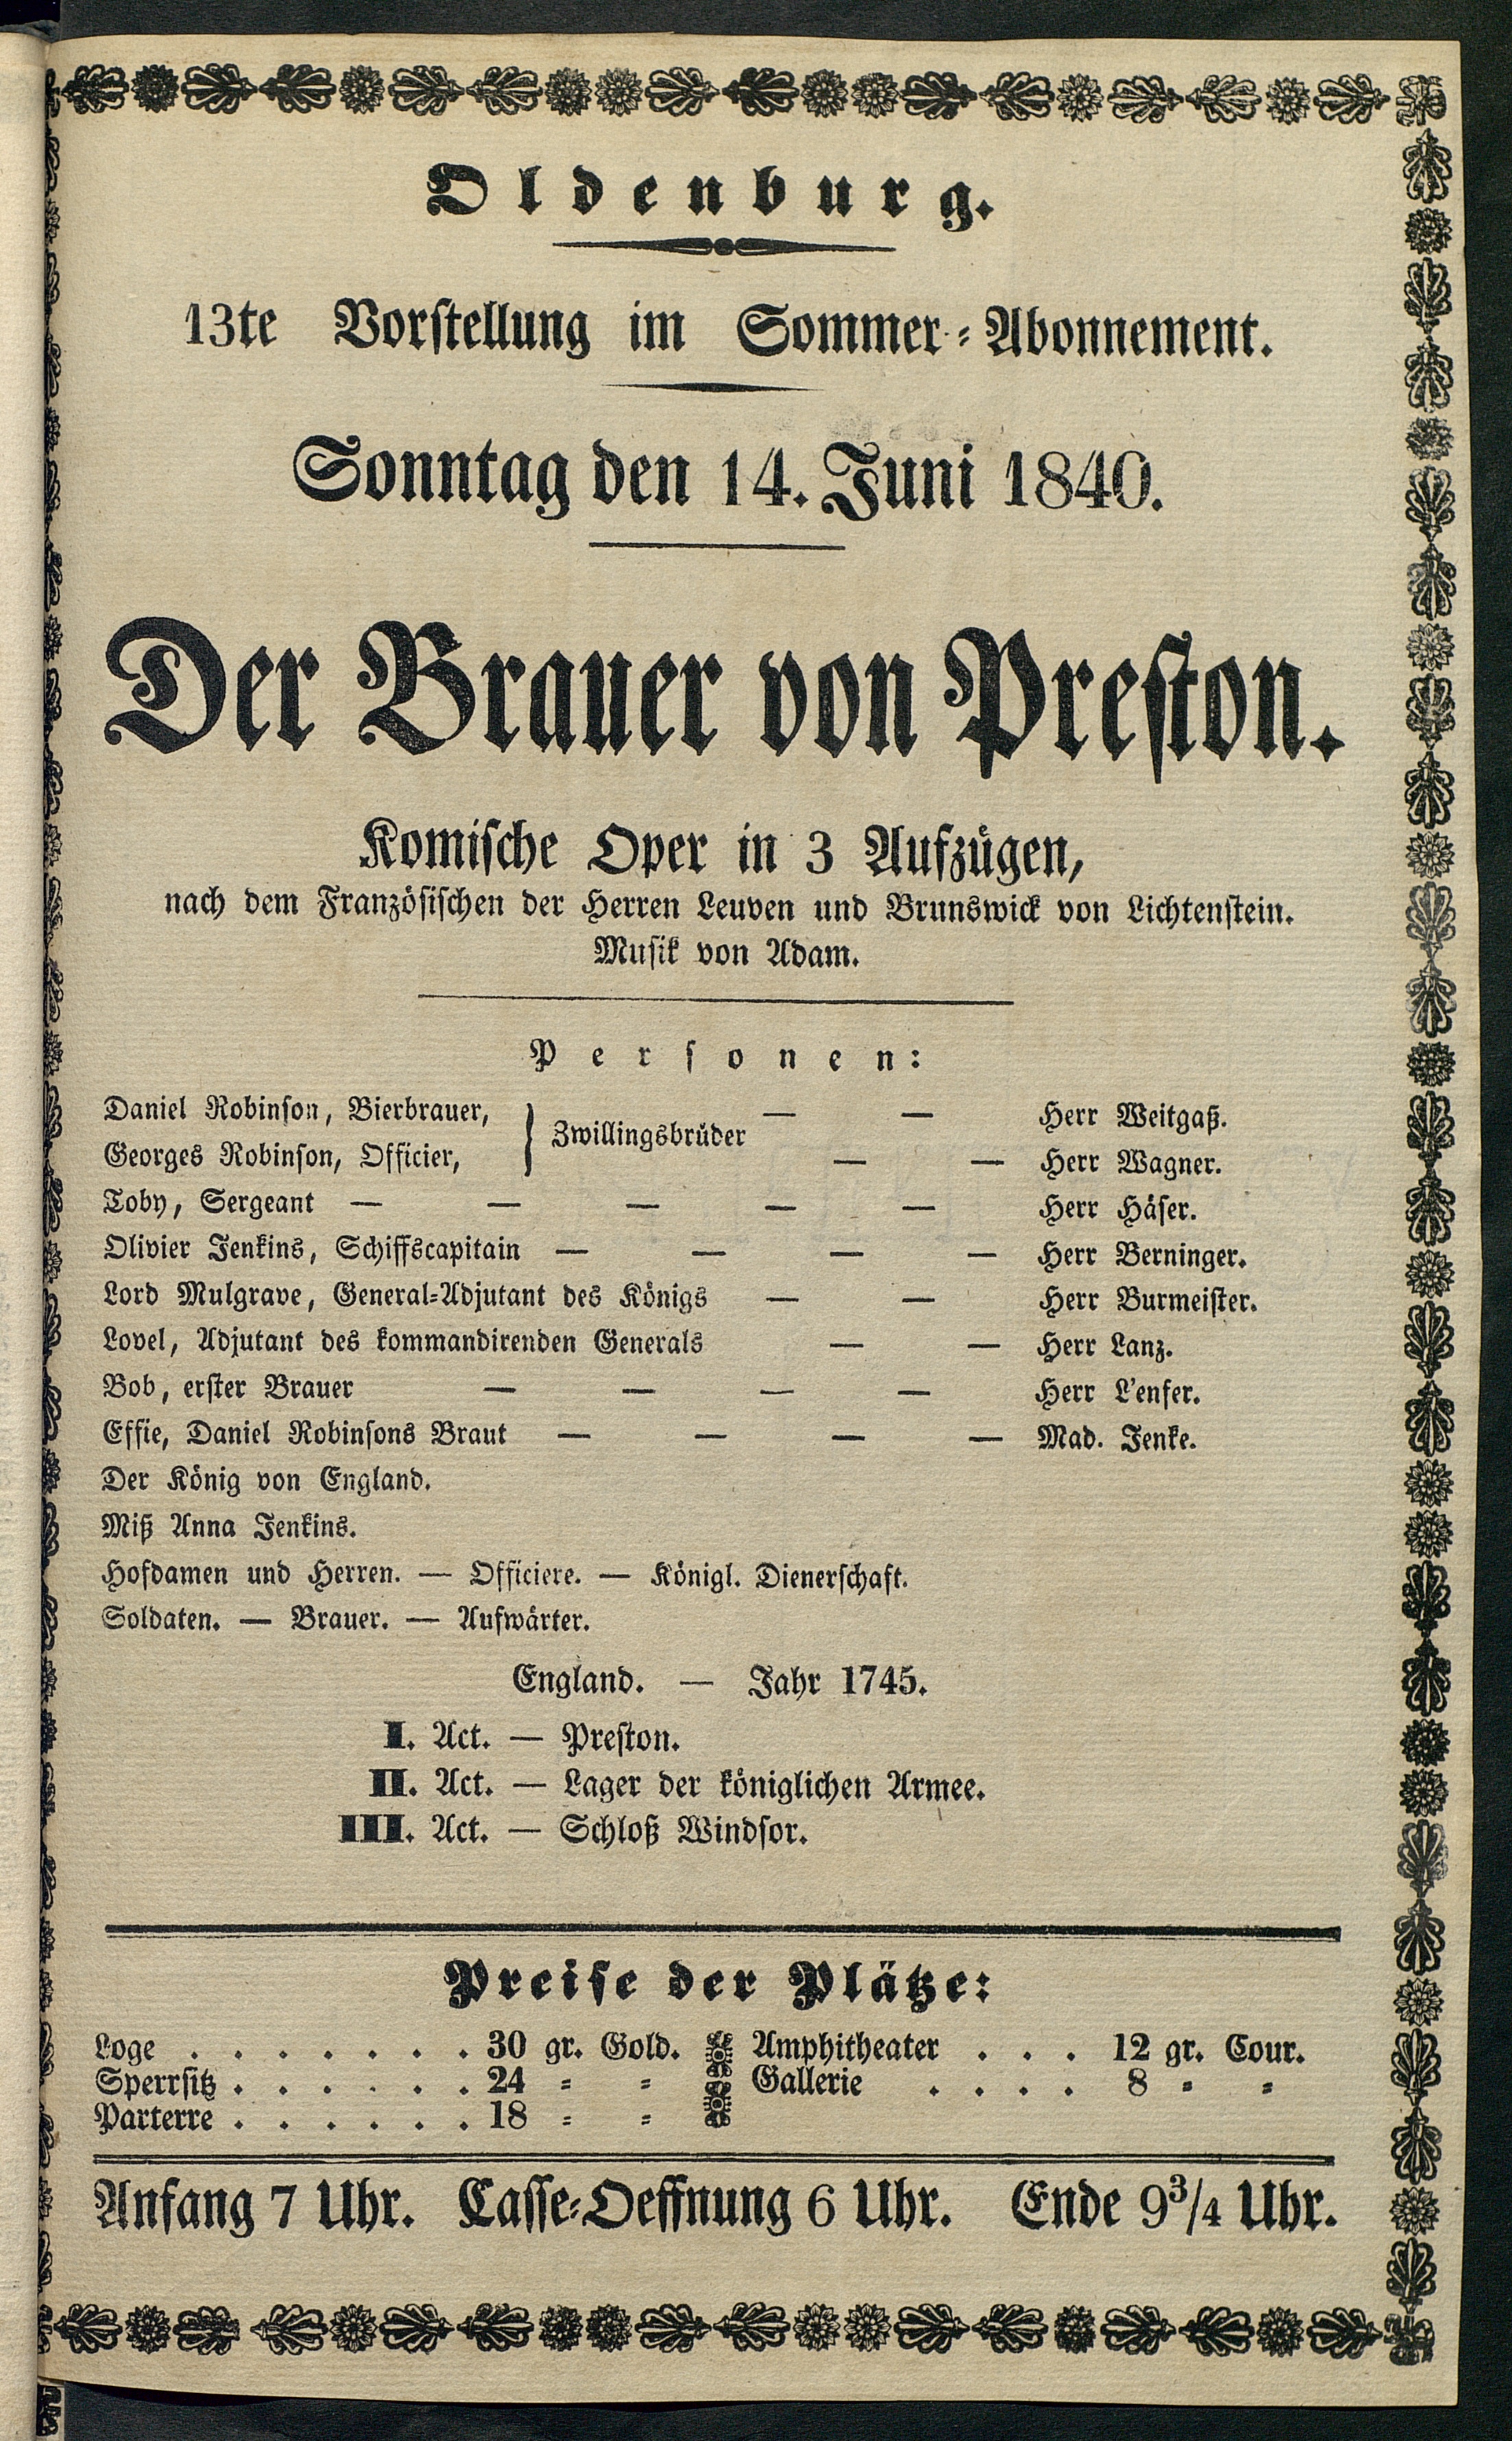 Oldenburg.
13te Vorstellung im Sommer-Abonnement.
Sonntag den 14. Juni 1840.
Der Brauer von Preston.
Komische Oper in 3 Aufzügen,
nach dem Französischen der Herren Leuven und Brunswick von Lichtenstein.
Musik von Adam.
Personen:
Daniel Robinson, Bierbrauer, } Zwillingsbrüder — — Herr Weitgaß.
Georges Robinson, Officier, — — Herr Wagner.
Toby, Sergeant — — — — — Herr Häser.
Olivier Jenkins, Schiffscapitain — — — — Herr Berninger.
Lord Mulgrave, General-Adjutant des Königs — — Herr Burmeister.
Lovel, Adjutant des kommandirenden Generals — — Herr Lanz.
Bob, erster Brauer — — — — Herr L'enfer.
Effie, Daniel Robinsons Braut — — — — Mad. Jenke.
Der König von England.
Miß Anna Jenkins.
Hofdamen und Herren. — Officiere. — Königl. Dienerschaft.
Soldaten. — Brauer. — Aufwärter.
England. — Jahr 1745.
I. Act. — Preston.
II. Act. — Lager der königlichen Armee.
III. Act. — Schloß Windsor.
Preise der Plätze:
Loge . . . . . . . 30 gr. Gold. Amphitheater . . . 12 gr. Cour.
Sperrsitz . . . . . . 24 = = Gallerie . . . . 8 = =
Parterre . . . . . . 18 = =
Anfang 7 Uhr. Casse-Oeffnung 6 Uhr. Ende 9 3/4 Uhr.